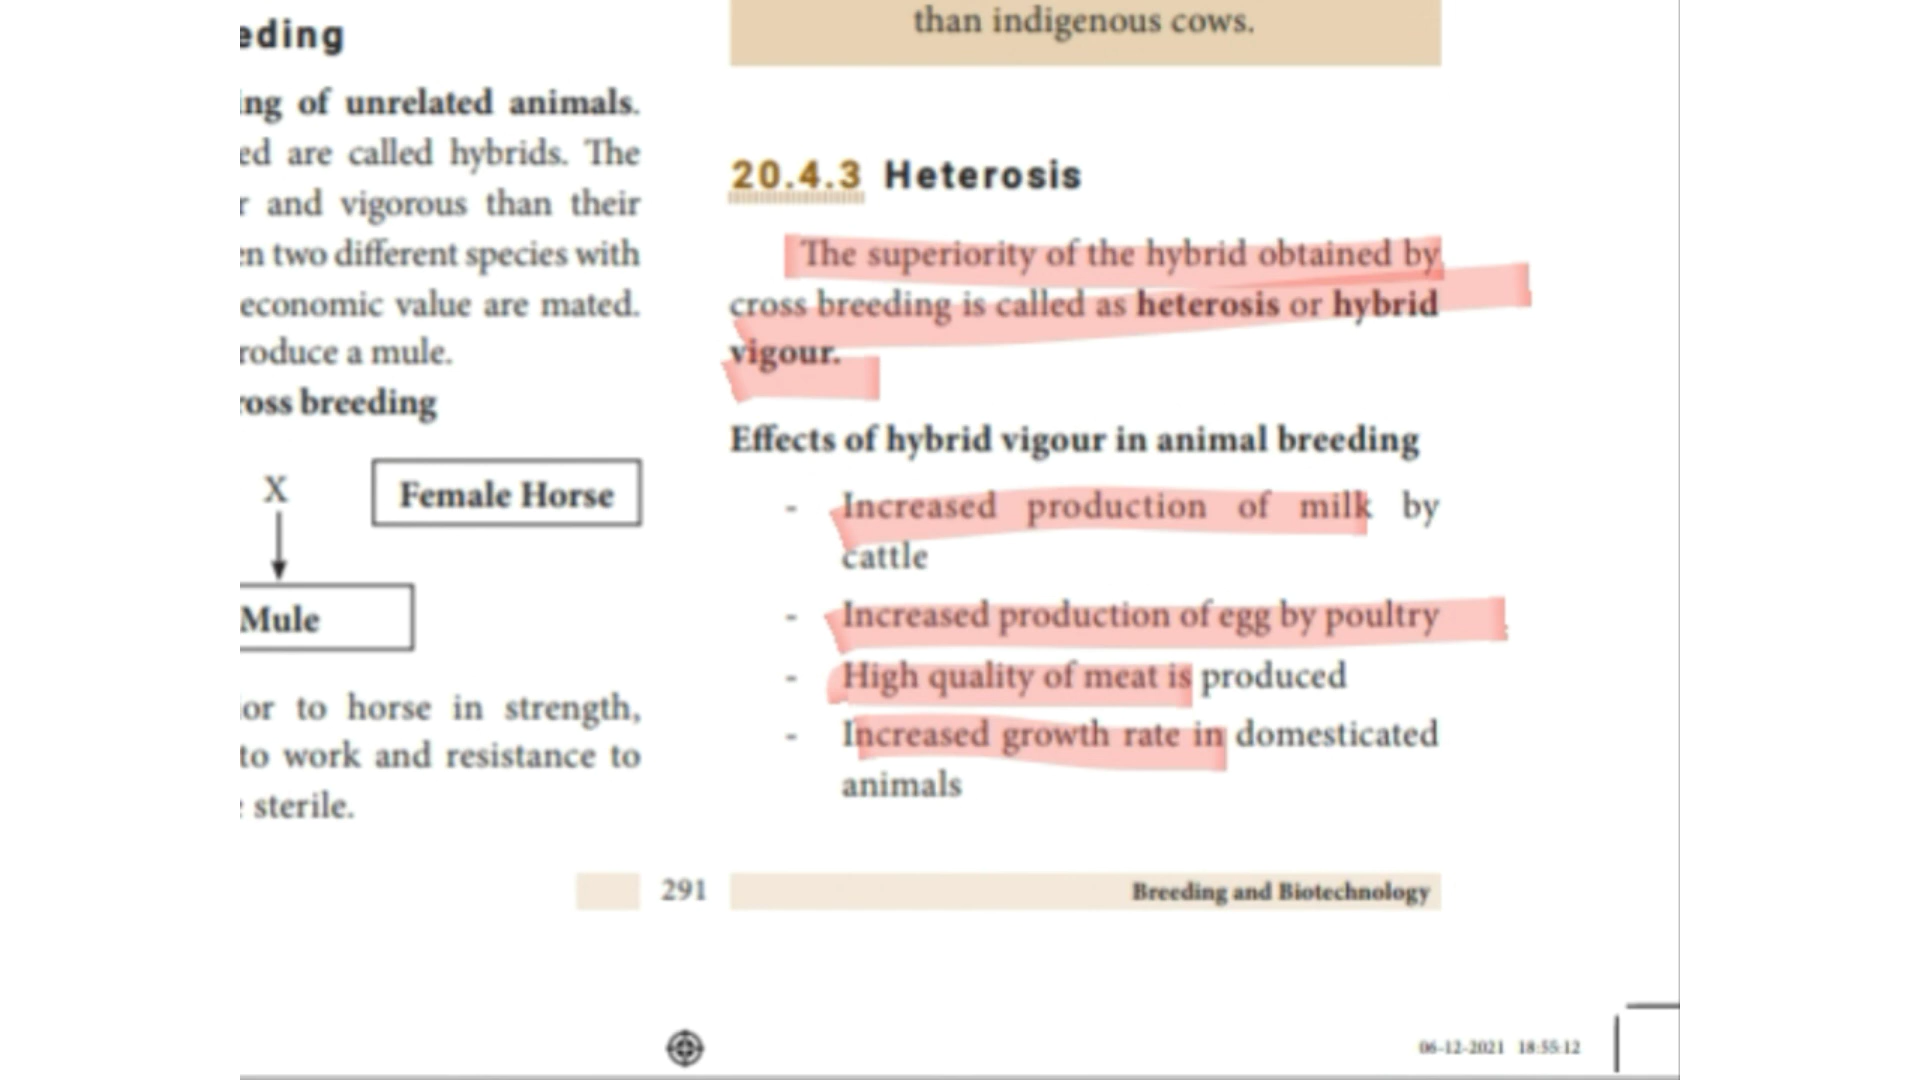 eding
ing of unrelated animals.
ed are called hybrids. The
r and vigorous than their
en two different species with
economic value are mated.
roduce a mule.
ross breeding
X
Female Horse
Mule
or to horse in strength,
to work and resistance to
sterile.
than indigenous cows.
20.4.3 Heterosis
The superiority of the hybrid obtained by
cross breeding is called as heterosis or hybrid
vigour.
Effects of hybrid vigour in animal breeding
- Increased production of milk by
cattle
- Increased production of egg by poultry
- High quality of meat is produced
- Increased growth rate in domesticated
animals
291
Breeding and Biotechnology
06-12-2021 18:55:12